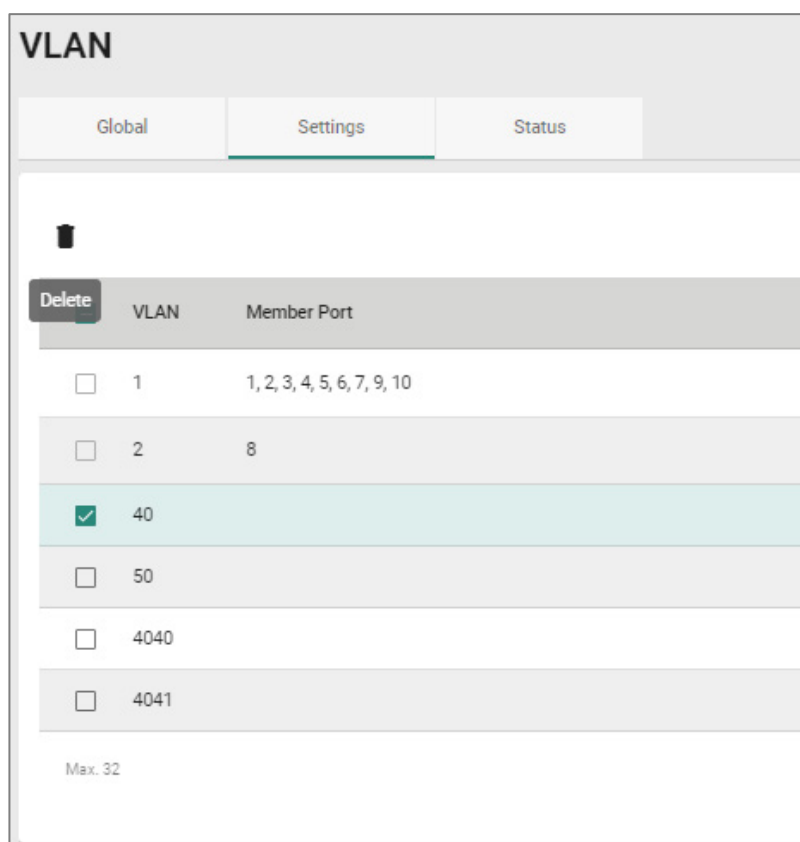 VLAN
Global Settings Status
Delete
VLAN Member Port
1 1, 2, 3, 4, 5, 6, 7, 9, 10
2 8
40
50
4040
4041
Max. 32